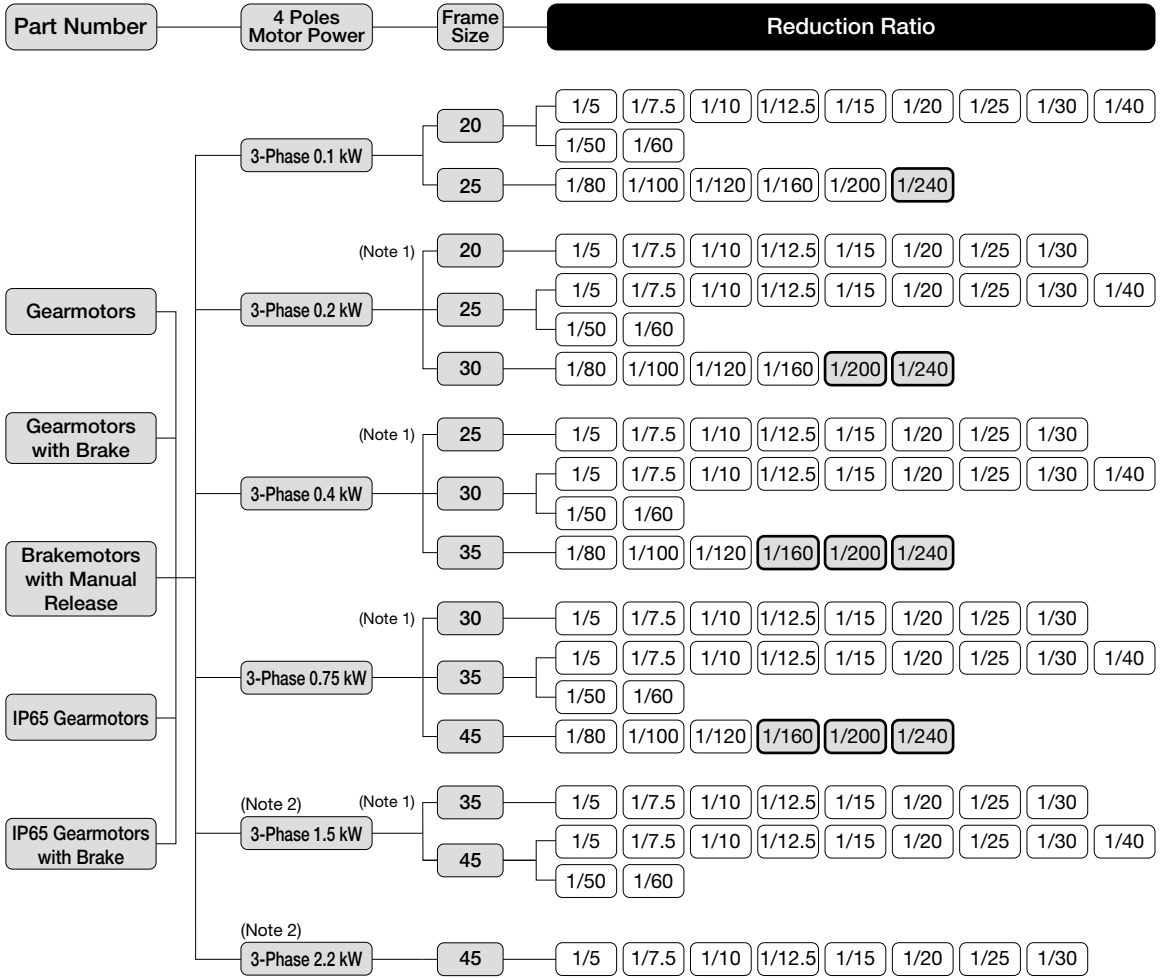 Part Number
4 Poles
Motor Power
Frame
Size
Reduction Ratio
Gearmotors
Gearmotors
with Brake
Brakemotors
with Manual
Release
IP65 Gearmotors
IP65 Gearmotors
with Brake
3-Phase 0.1 kW
20
1/5 1/7.5 1/10 1/12.5 1/15 1/20 1/25 1/30 1/40
1/50 1/60
25
1/80 1/100 1/120 1/160 1/200 1/240
3-Phase 0.2 kW
(Note 1)
20
1/5 1/7.5 1/10 1/12.5 1/15 1/20 1/25 1/30
25
1/5 1/7.5 1/10 1/12.5 1/15 1/20 1/25 1/30 1/40
1/50 1/60
30
1/80 1/100 1/120 1/160 1/200 1/240
3-Phase 0.4 kW
(Note 1)
25
1/5 1/7.5 1/10 1/12.5 1/15 1/20 1/25 1/30
30
1/5 1/7.5 1/10 1/12.5 1/15 1/20 1/25 1/30 1/40
1/50 1/60
35
1/80 1/100 1/120 1/160 1/200 1/240
3-Phase 0.75 kW
(Note 1)
30
1/5 1/7.5 1/10 1/12.5 1/15 1/20 1/25 1/30
35
1/5 1/7.5 1/10 1/12.5 1/15 1/20 1/25 1/30 1/40
1/50 1/60
45
1/80 1/100 1/120 1/160 1/200 1/240
(Note 2)
3-Phase 1.5 kW
(Note 1)
35
1/5 1/7.5 1/10 1/12.5 1/15 1/20 1/25 1/30
45
1/5 1/7.5 1/10 1/12.5 1/15 1/20 1/25 1/30 1/40
1/50 1/60
(Note 2)
3-Phase 2.2 kW
45
1/5 1/7.5 1/10 1/12.5 1/15 1/20 1/25 1/30